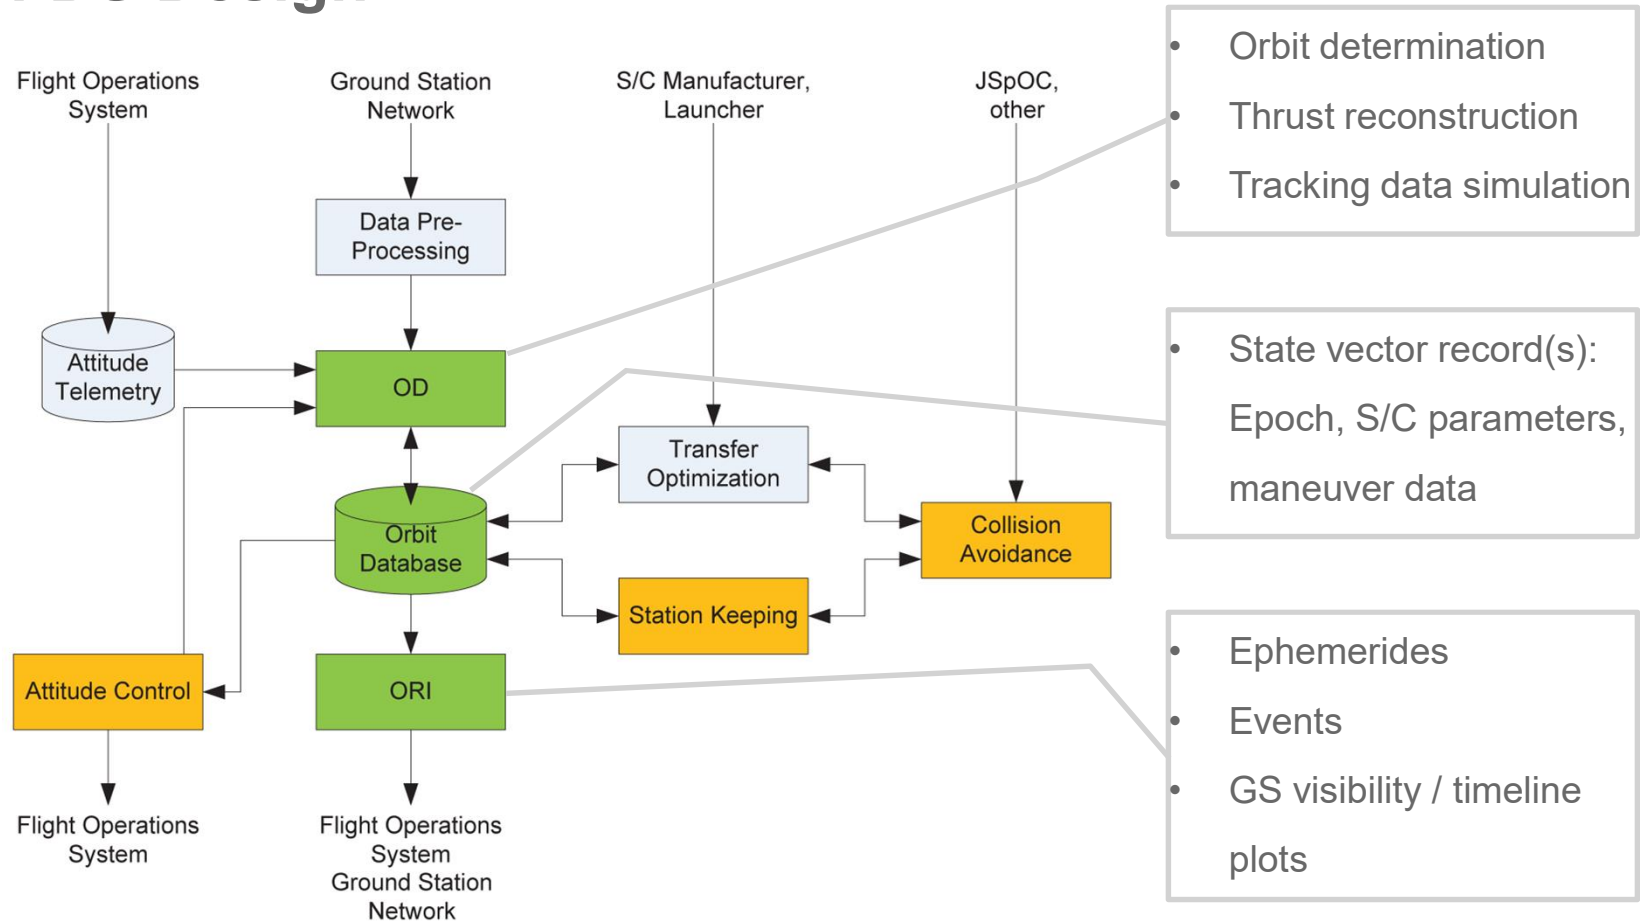 Design
Flight Operations
System
Ground Station
Network
S/C Manufacturer,
Launcher
JSpOC,
other
Data Pre-
Processing
Attitude
Telemetry
OD
Transfer
Optimization
Orbit
Database
Collision
Avoidance
Station Keeping
Attitude Control
ORI
Flight Operations
System
Flight Operations
System
Ground Station
Network
• Orbit determination
• Thrust reconstruction
• Tracking data simulation
• State vector record(s):
Epoch, S/C parameters,
maneuver data
• Ephemerides
• Events
• GS visibility / timeline
plots